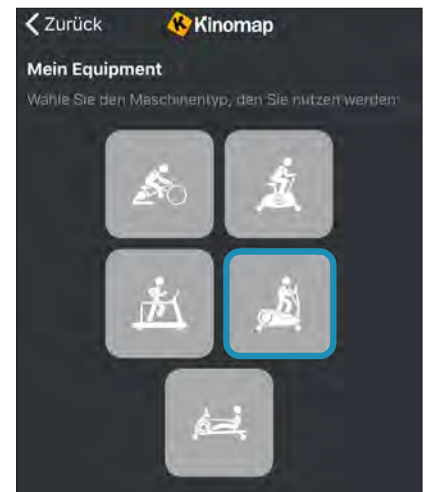 Zurück
Kinomap
Mein Equipment
Wähle Sie den Maschinentyp, den Sie nutzen werden: